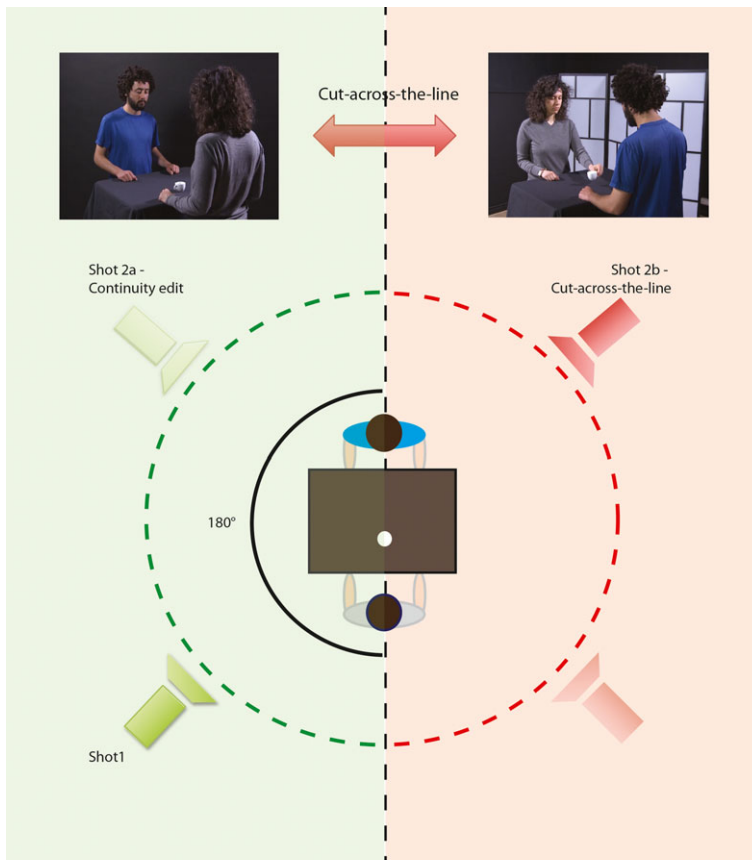 Cut-across-the-line
Shot 2a -
Continuity edit
Shot 2b -
Cut-across-the-line
180°
Shot1